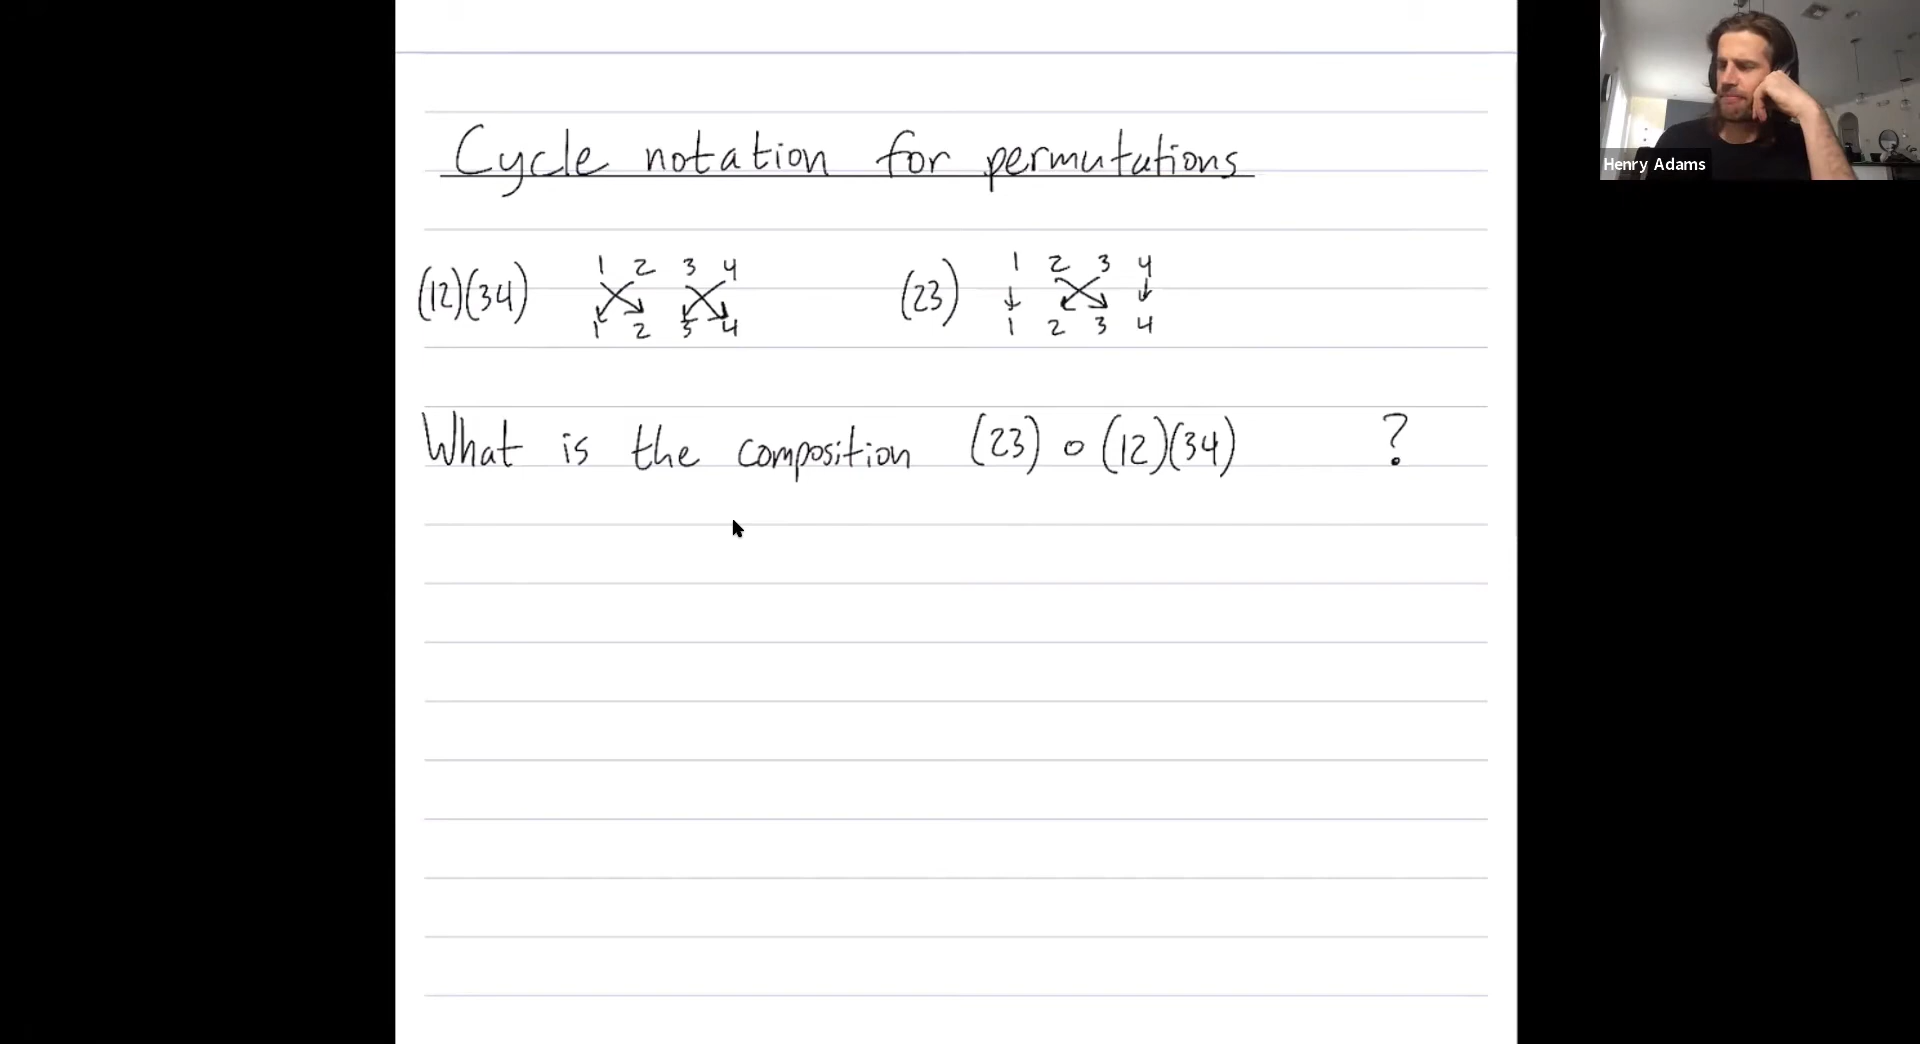 Cycle notation for permutations
(12)(34) 1 2 3 4 (23) 1 2 3 4
1 2 3 4 1 2 3 4
What is the composition (23) ∘ (12)(34) ?
Henry Adams